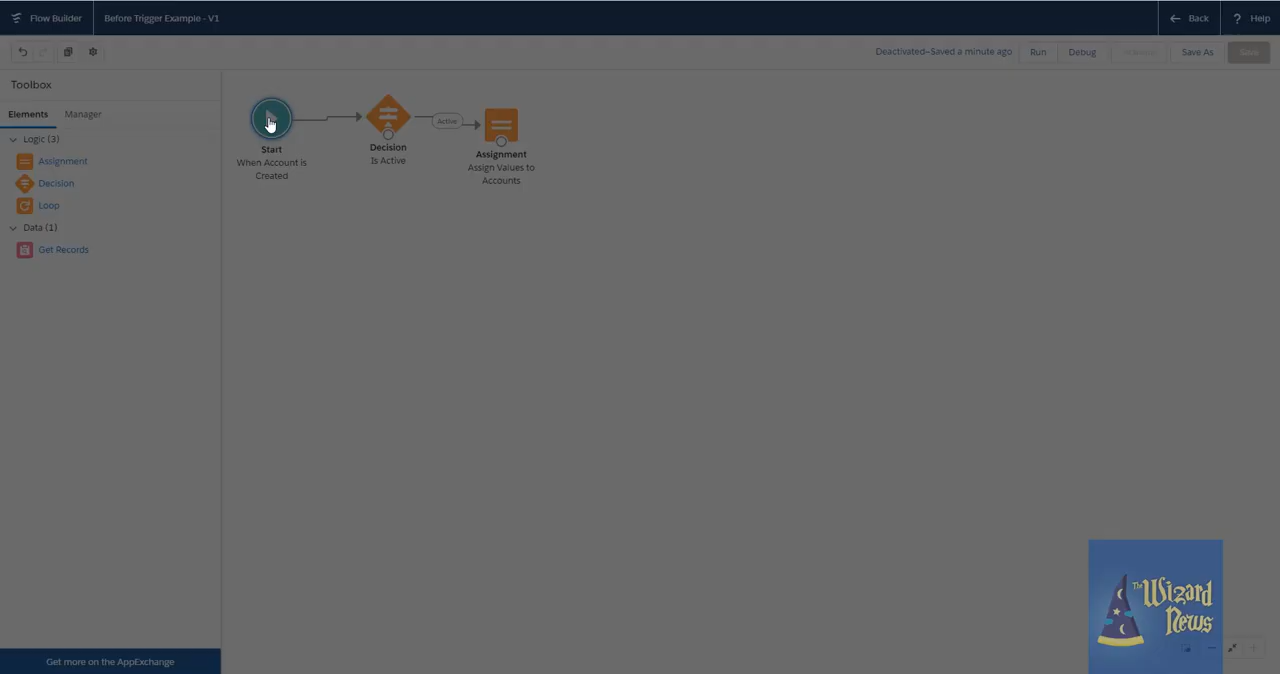 Flow Builder
Before Trigger Example - V1
Back
? Help
Deactivated—Saved a minute ago
Run
Debug
Activate
Save As
Save
Toolbox
Elements
Manager
Logic (3)
Assignment
Decision
Loop
Data (1)
Get Records
Start
When Account is
Created
Decision
Is Active
Active
Assignment
Assign Values to
Accounts
The
Wizard
News
Get more on the AppExchange